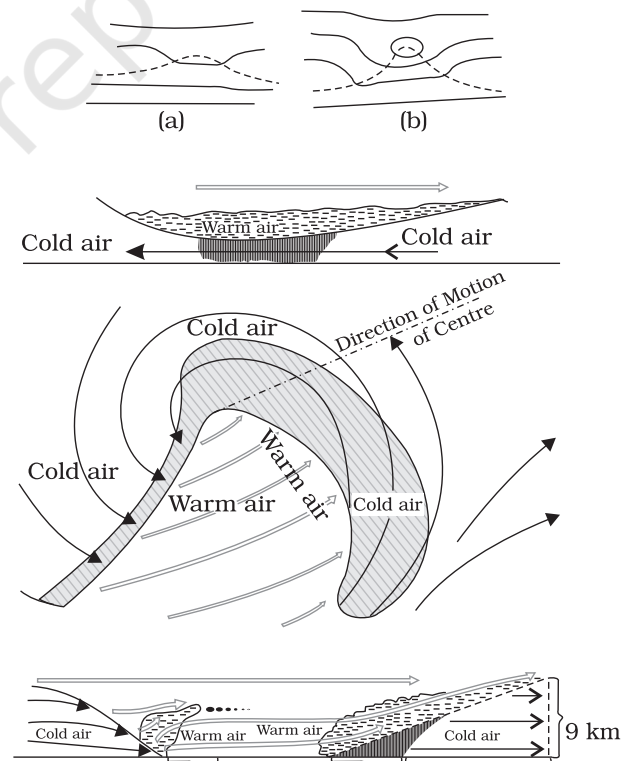 rep
(a)
(b)
Warm air
Cold air
Cold air
Cold air
Direction of Motion
of Centre
Cold air
Warm air
Warm air
Cold air
Cold air
Warm air
Warm air
Cold air
9 km